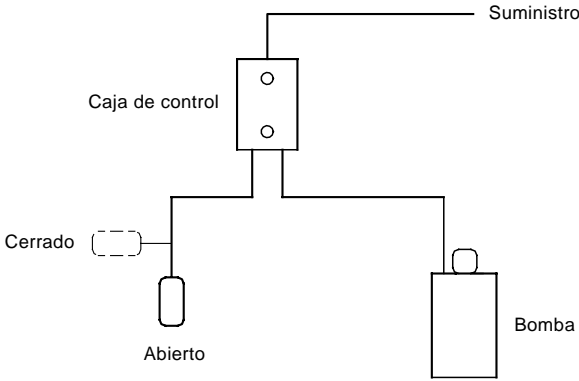 Suministro
Caja de control
Cerrado
Bomba
Abierto